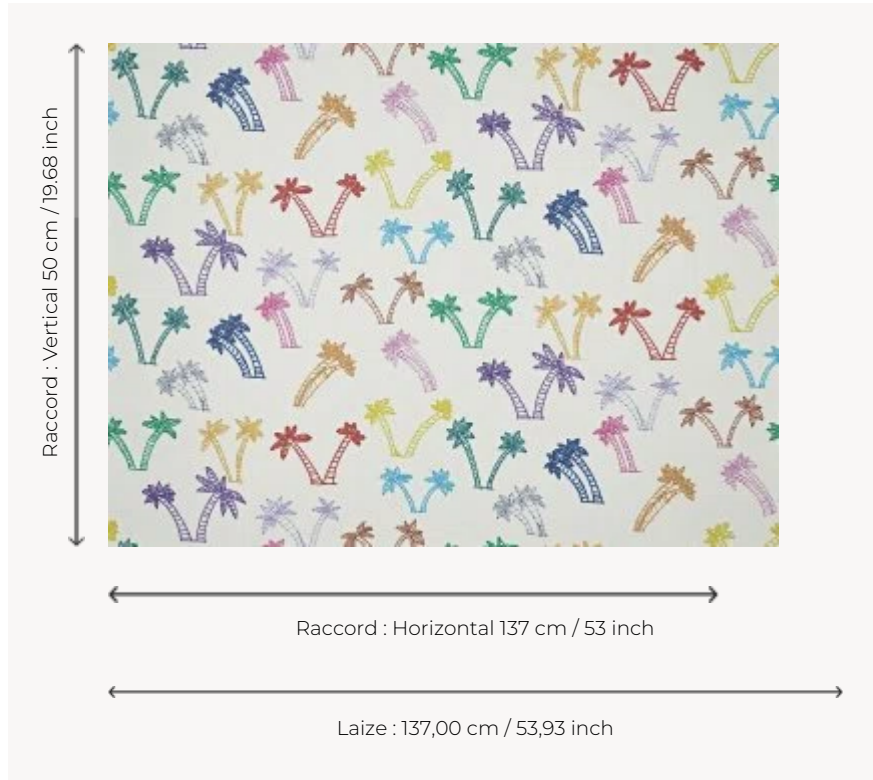 Raccord : Vertical 50 cm / 19.68 inch
Raccord : Horizontal 137 cm / 53 inch
Laize : 137,00 cm / 53,93 inch